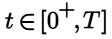 t ∈ [0⁺, T]